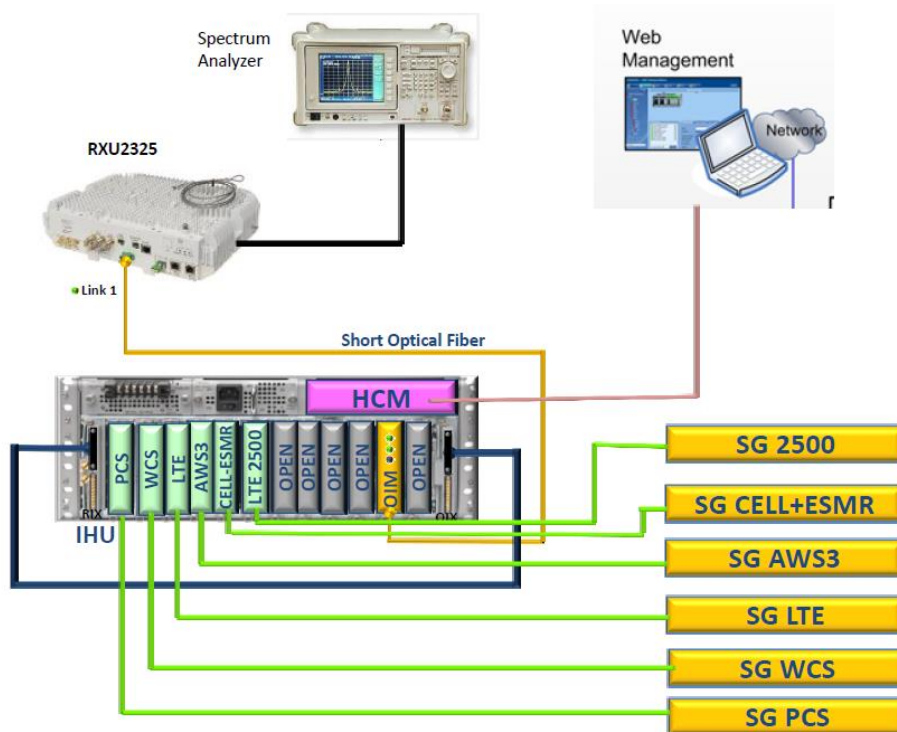 Spectrum
Analyzer
Web
Management
Network
RXU2325
Link 1
Short Optical Fiber
HCM
PCS
WCS
LTE
AWS3
CELL-ESMR
LTE 2500
OPEN
OPEN
OPEN
OPEN
OIM
OPEN
RIX
OIX
IHU
SG 2500
SG CELL+ESMR
SG AWS3
SG LTE
SG WCS
SG PCS